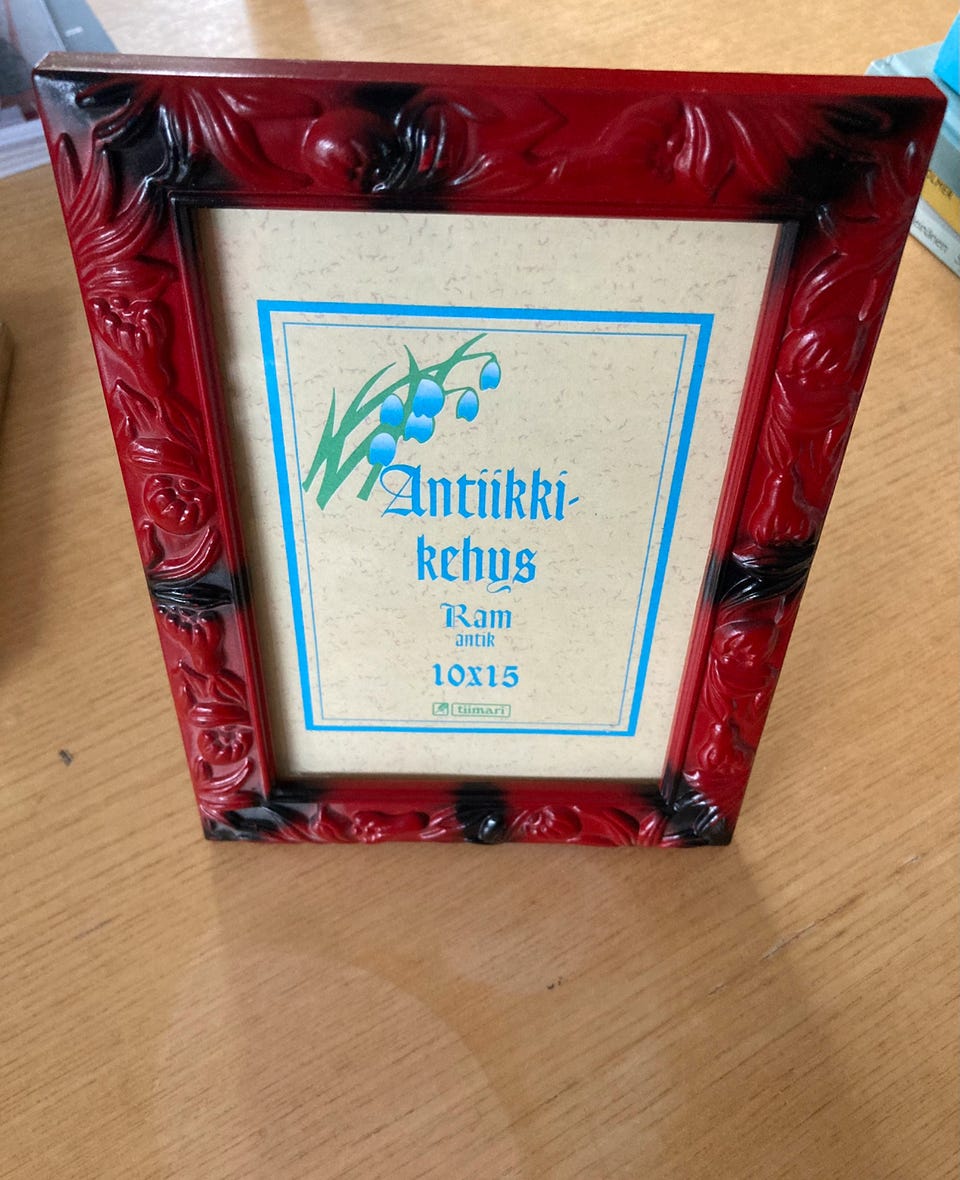 Antiikki-
kehys
Ram
antik
10x15
tiimari